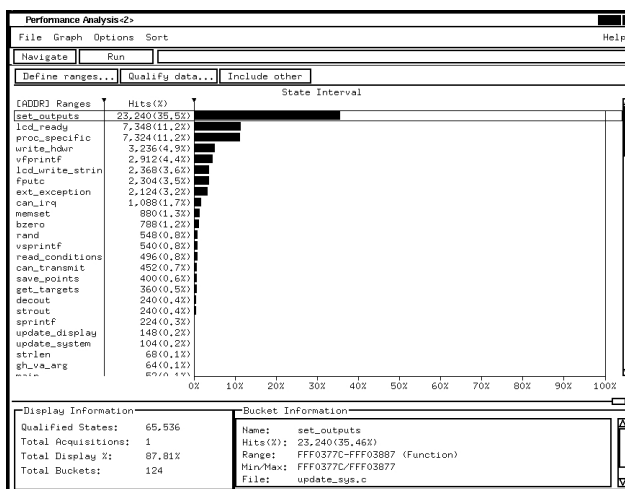 Performance Analysis<2>
File Graph Options Sort Help
Navigate Run
Define ranges... Qualify data... Include other
State Interval
[ADDR] Ranges Hits(%)
set_outputs 23,240(35.5%)
lcd_ready 7,348(11.2%)
proc_specific 7,324(11.2%)
write_hdwr 3,236(4.9%)
vfprintf 2,912(4.4%)
lcd_write_strin 2,368(3.6%)
fputc 2,304(3.5%)
ext_exception 2,124(3.2%)
can_irq 1,088(1.7%)
memset 880(1.3%)
bzero 788(1.2%)
rand 548(0.8%)
vsprintf 540(0.8%)
read_conditions 496(0.8%)
can_transmit 452(0.7%)
save_points 400(0.6%)
get_targets 360(0.5%)
decout 240(0.4%)
strout 240(0.4%)
sprintf 224(0.3%)
update_display 148(0.2%)
update_system 104(0.2%)
strlen 68(0.1%)
gh_va_arg 64(0.1%)
main 52(0.1%)
0% 10% 20% 30% 40% 50% 60% 70% 80% 90% 100%
Display Information
Qualified States: 65,536
Total Acquisitions: 1
Total Display %: 87.81%
Total Buckets: 124
Bucket Information
Name: set_outputs
Hits(%): 23,240(35.46%)
Range: FFF0377C-FFF03887 (Function)
Min/Max: FFF0377C/FFF03877
File: update_sys.c